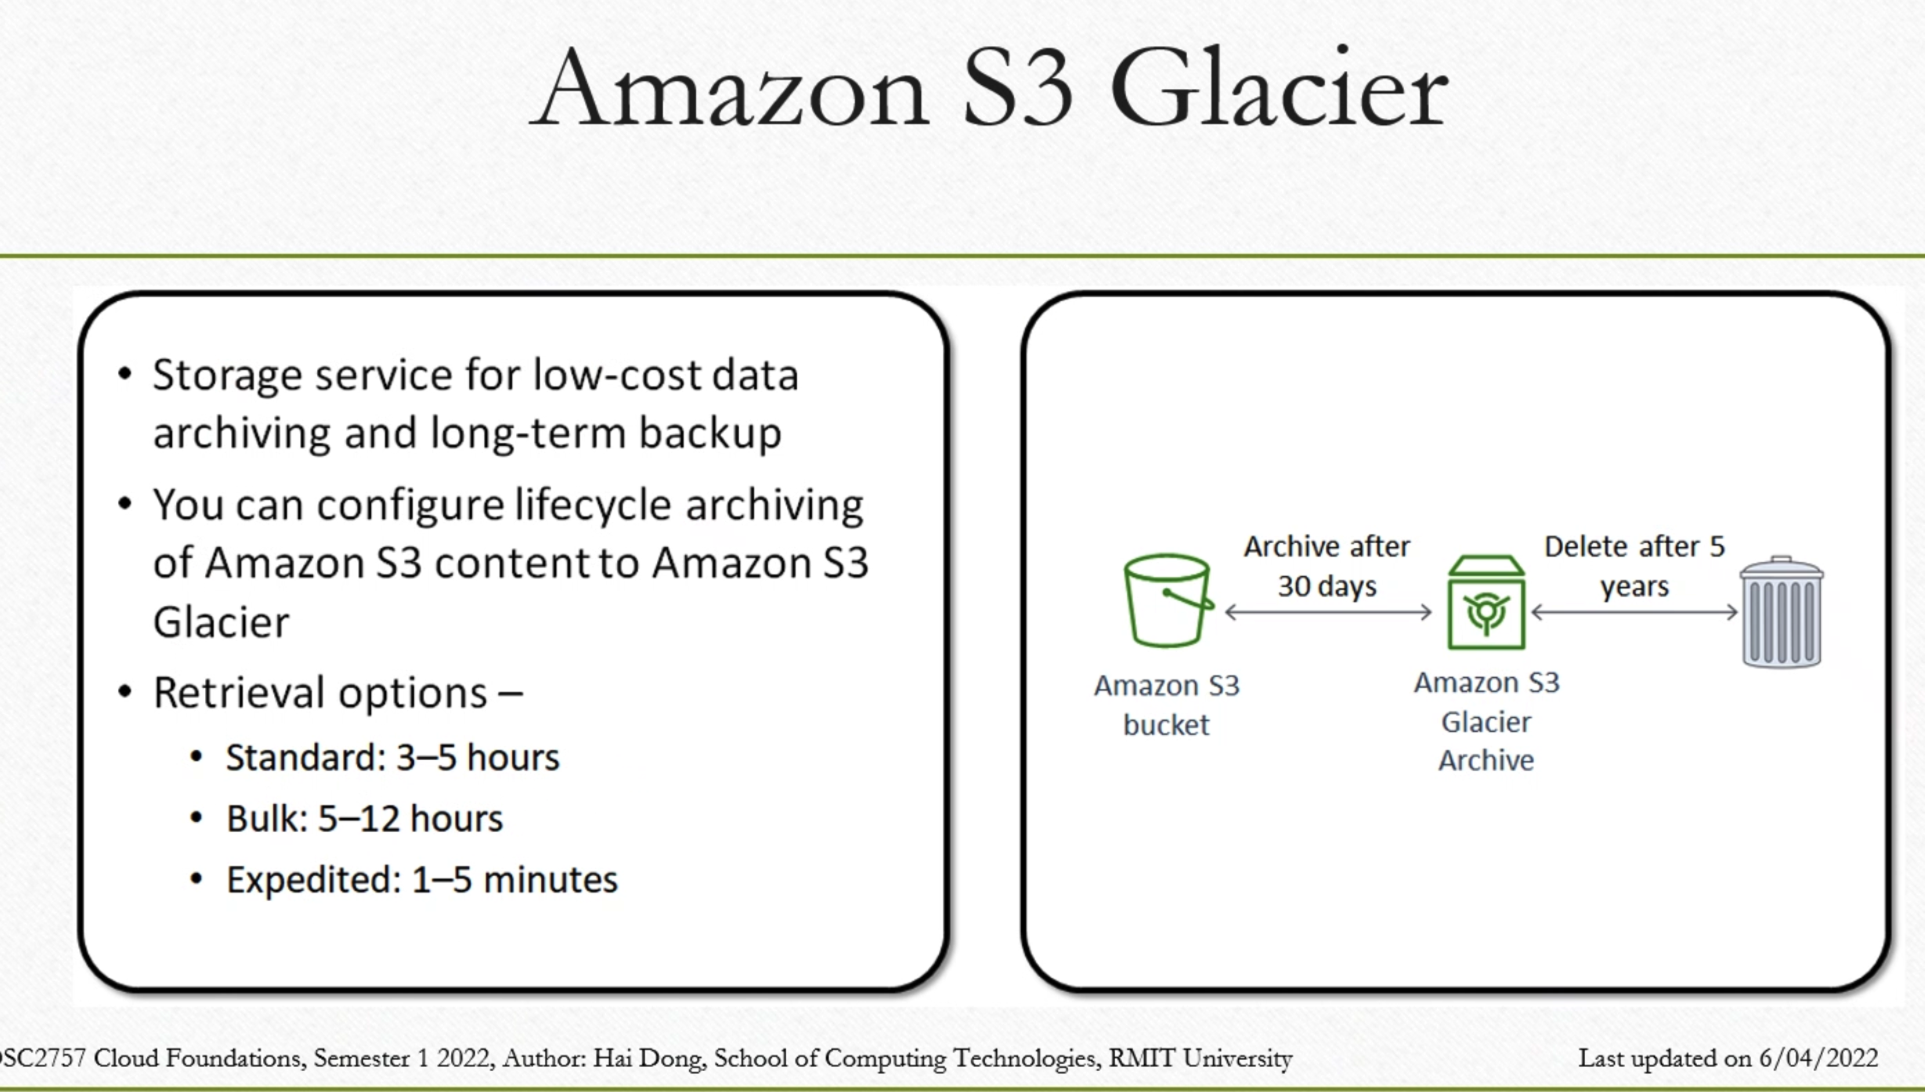 Amazon S3 Glacier
• Storage service for low-cost data
archiving and long-term backup
• You can configure lifecycle archiving
of Amazon S3 content to Amazon S3
Glacier
• Retrieval options –
• Standard: 3–5 hours
• Bulk: 5–12 hours
• Expedited: 1–5 minutes
Archive after
30 days
Delete after 5
years
Amazon S3
bucket
Amazon S3
Glacier
Archive
SC2757 Cloud Foundations, Semester 1 2022, Author: Hai Dong, School of Computing Technologies, RMIT University
Last updated on 6/04/2022